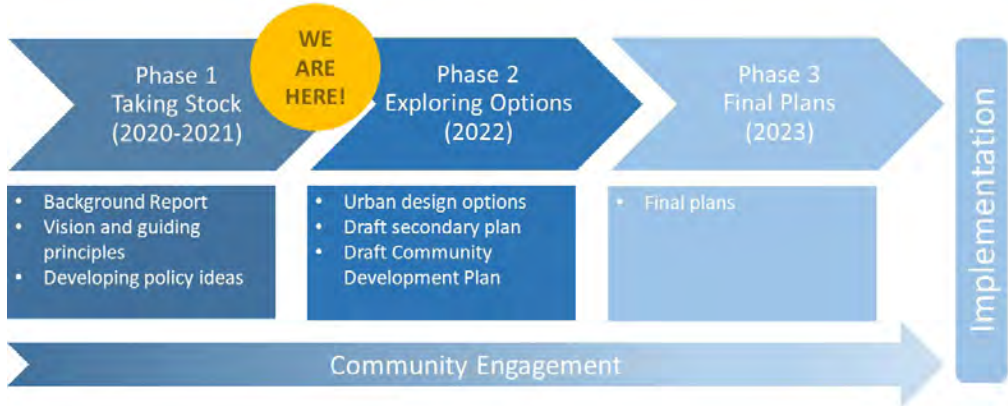 WE
ARE
HERE!
Phase 1
Taking Stock
(2020-2021)
Phase 2
Exploring Options
(2022)
Phase 3
Final Plans
(2023)
• Background Report
• Vision and guiding
principles
• Developing policy ideas
• Urban design options
• Draft secondary plan
• Draft Community
Development Plan
• Final plans
Implementation
Community Engagement